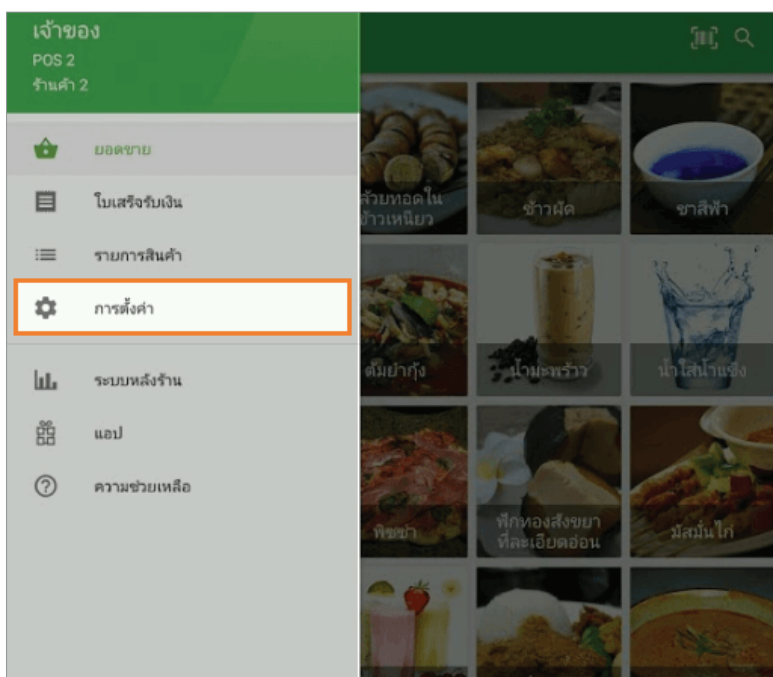 เจ้าของ
POS 2
ร้านค้า 2
ยอดขาย
ใบเสร็จรับเงิน
รายการสินค้า
การตั้งค่า
ระบบหลังร้าน
แอป
ความช่วยเหลือ
ล้วยทอดใน
ข้าวเหนียว
ข้าวผัด
ชาสีฟ้า
ต้มยำกุ้ง
น้ำมะพร้าว
น้ำใส่น้ำแข็ง
พิซซ่า
ฟักทองสังขยา
ที่ละเอียดอ่อน
มัสมั่นไก่